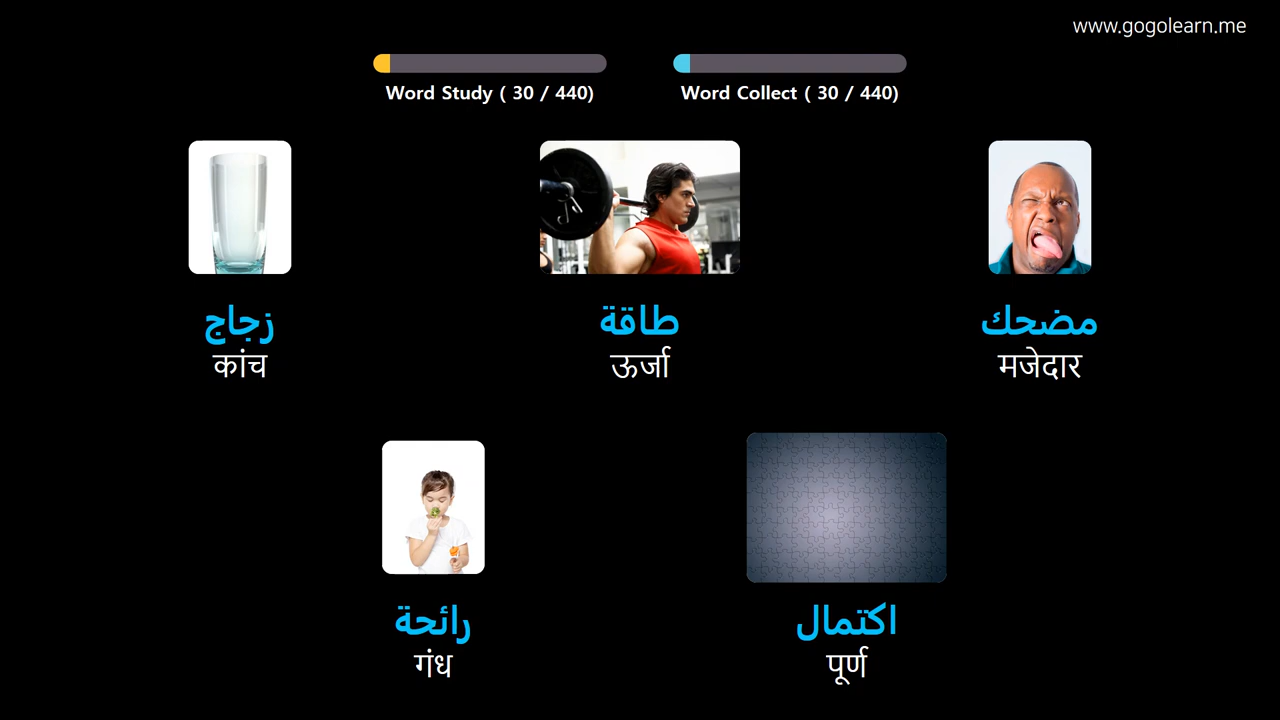 www.gogolearn.me
Word Study ( 30 / 440)
Word Collect ( 30 / 440)
زجاج
कांच
طاقة
ऊर्जा
مضحك
मजेदार
رائحة
गंध
اكتمال
पूर्ण